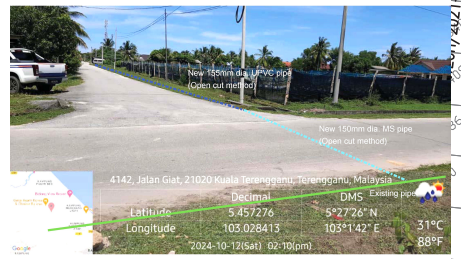 New 155mm dia. UPVC pipe
(Open cut method)
New 150mm dia. MS pipe
(Open cut method)
4142, Jalan Giat, 21020 Kuala Terengganu, Terengganu, Malaysia
Existing pipe
Decimal DMS
Latitude 5.457276 5°27'26" N
Longitude 103.028413 103°1'42" E
2024-10-12(Sat) 02:10(pm)
31°C
88°F
Google